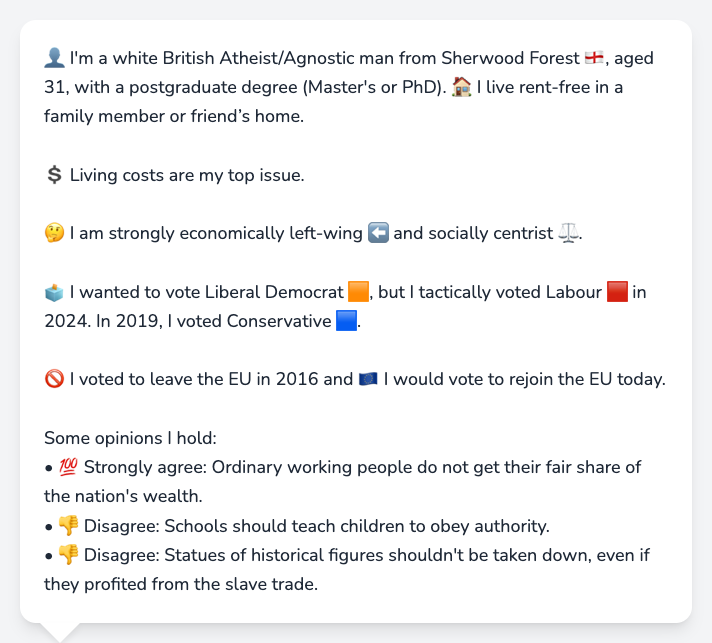 👤 I'm a white British Atheist/Agnostic man from Sherwood Forest 🏴󠁧󠁢󠁥󠁮󠁧󠁿, aged
31, with a postgraduate degree (Master's or PhD). 🏠 I live rent-free in a
family member or friend’s home.
💲 Living costs are my top issue.
🤔 I am strongly economically left-wing ⬅️ and socially centrist ⚖️.
🗳️ I wanted to vote Liberal Democrat 🟧, but I tactically voted Labour 🟥 in
2024. In 2019, I voted Conservative 🟦.
🚫 I voted to leave the EU in 2016 and 🇪🇺 I would vote to rejoin the EU today.
Some opinions I hold:
• 💯 Strongly agree: Ordinary working people do not get their fair share of
the nation's wealth.
• 👎 Disagree: Schools should teach children to obey authority.
• 👎 Disagree: Statues of historical figures shouldn't be taken down, even if
they profited from the slave trade.